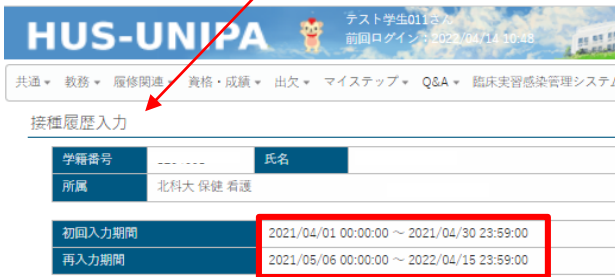 HUS-UNIPA
テスト学生011さん
前回ログイン：2022/04/14 10:48
共通 教務 履修関連 資格・成績 出欠 マイステップ Q&A 臨床実習感染管理システム
接種履歴入力
学籍番号 氏名
所属 北科大 保健 看護
初回入力期間 2021/04/01 00:00:00 ～ 2021/04/30 23:59:00
再入力期間 2021/05/06 00:00:00 ～ 2022/04/15 23:59:00